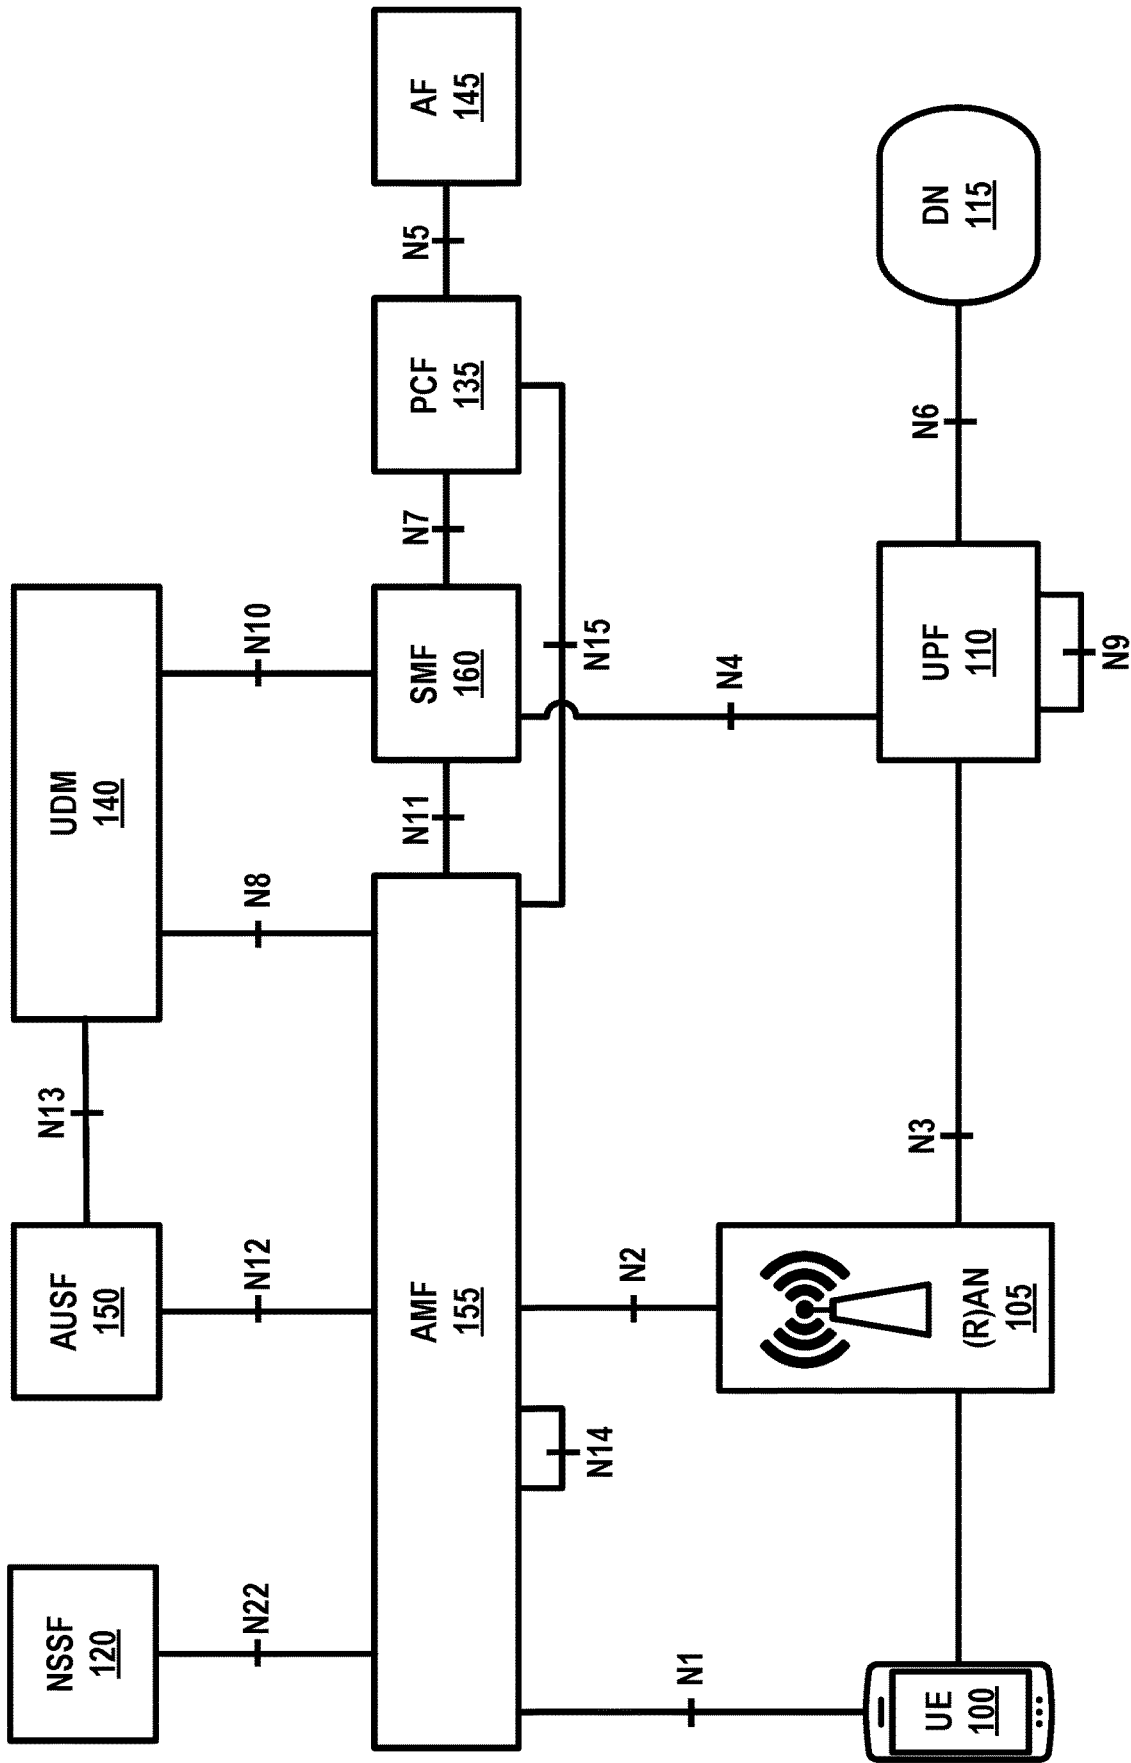 NSSF
120
AUSF
150
N13
UDM
140
N22
N12
N8
N10
AMF
155
N11
SMF
160
N7
PCF
135
N5
AF
145
N14
N15
N1
N2
N4
UE
100
(R)AN
105
N3
UPF
110
N6
DN
115
N9